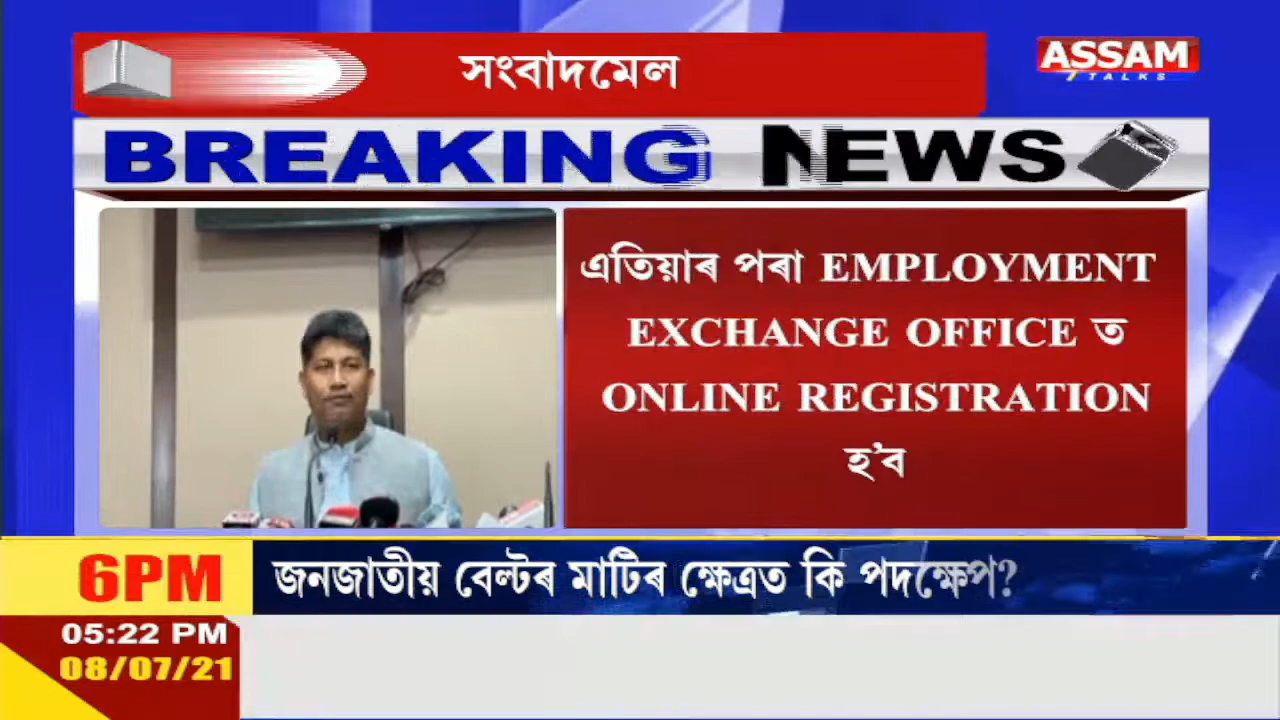 সংবাদমেল
ASSAM
TALKS
BREAKING NEWS
এতিয়াৰ পৰা EMPLOYMENT
EXCHANGE OFFICE ত
ONLINE REGISTRATION
হ’ব
6PM
জনজাতীয় বেল্টৰ মাটিৰ ক্ষেত্ৰত কি পদক্ষেপ?
05:22 PM
08/07/21